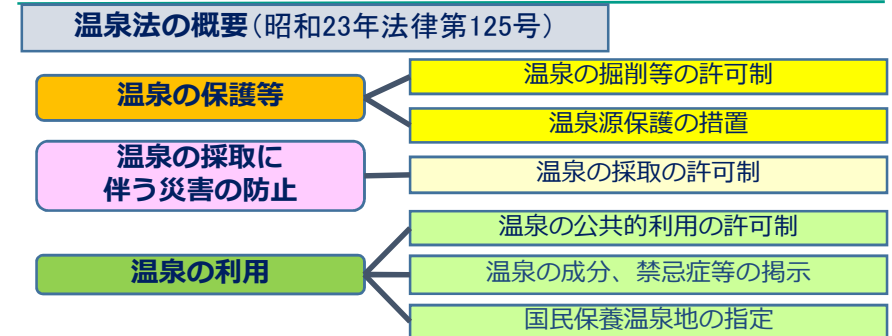 温泉法の概要(昭和23年法律第125号)
温泉の保護等
温泉の掘削等の許可制
温泉源保護の措置
温泉の採取に
伴う災害の防止
温泉の採取の許可制
温泉の利用
温泉の公共的利用の許可制
温泉の成分、禁忌症等の掲示
国民保養温泉地の指定